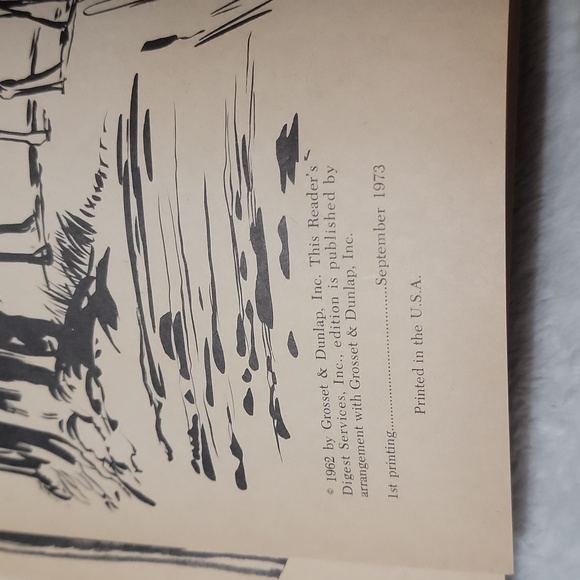 © 1962 by Grosset & Dunlap, Inc. This Reader's
Digest Services, Inc., edition is published by
arrangement with Grosset & Dunlap, Inc.
1st printing..............................September 1973
Printed in the U.S.A.